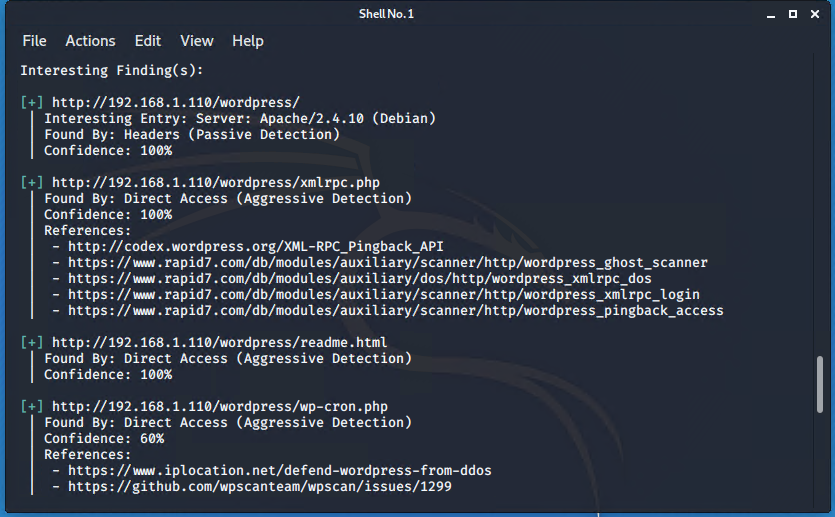 Shell No. 1
File Actions Edit View Help
Interesting Finding(s):
[+] http://192.168.1.110/wordpress/
| Interesting Entry: Server: Apache/2.4.10 (Debian)
| Found By: Headers (Passive Detection)
| Confidence: 100%
[+] http://192.168.1.110/wordpress/xmlrpc.php
| Found By: Direct Access (Aggressive Detection)
| Confidence: 100%
| References:
|  - http://codex.wordpress.org/XML-RPC_Pingback_API
|  - https://www.rapid7.com/db/modules/auxiliary/scanner/http/wordpress_ghost_scanner
|  - https://www.rapid7.com/db/modules/auxiliary/dos/http/wordpress_xmlrpc_dos
|  - https://www.rapid7.com/db/modules/auxiliary/scanner/http/wordpress_xmlrpc_login
|  - https://www.rapid7.com/db/modules/auxiliary/scanner/http/wordpress_pingback_access
[+] http://192.168.1.110/wordpress/readme.html
| Found By: Direct Access (Aggressive Detection)
| Confidence: 100%
[+] http://192.168.1.110/wordpress/wp-cron.php
| Found By: Direct Access (Aggressive Detection)
| Confidence: 60%
| References:
|  - https://www.iplocation.net/defend-wordpress-from-ddos
|  - https://github.com/wpscanteam/wpscan/issues/1299